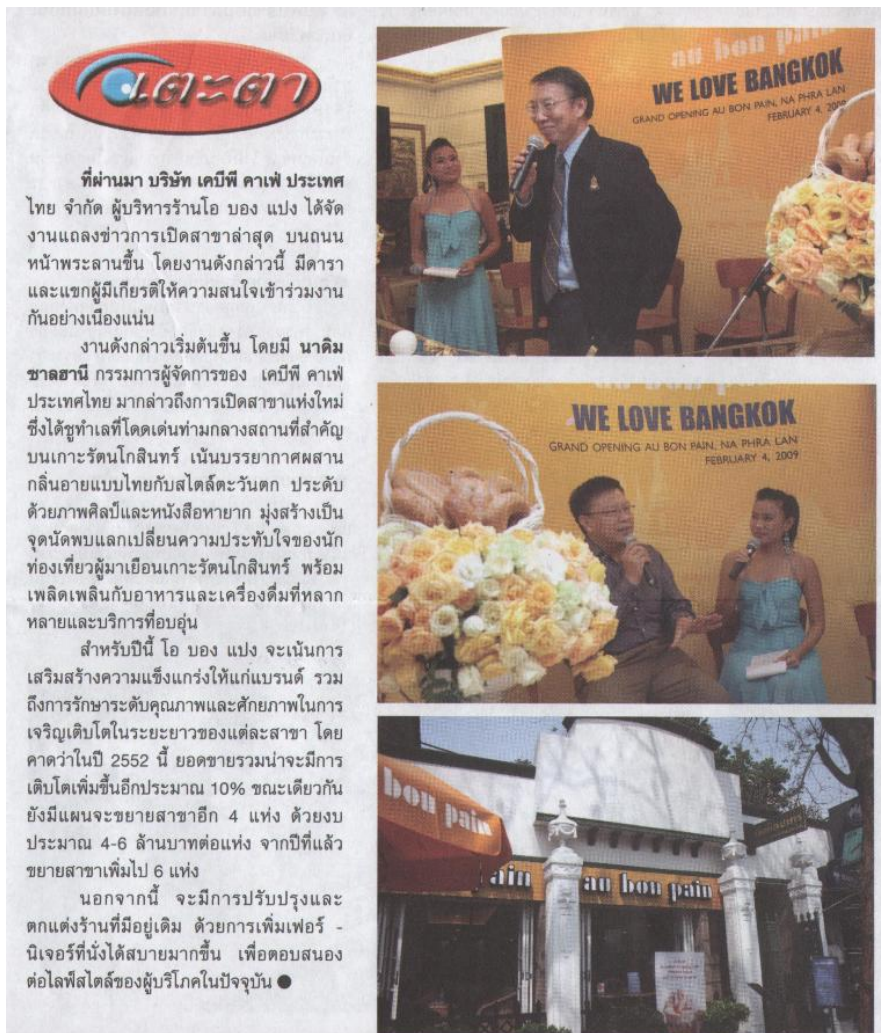 เตะตา
ที่ผ่านมา บริษัท เคบีพี คาเฟ่ ประเทศ
ไทย จำกัด ผู้บริหารร้านโอ บอง แปง ได้จัด
งานแถลงข่าวการเปิดสาขาล่าสุด บนถนน
หน้าพระลานขึ้น โดยงานดังกล่าวนี้ มีดารา
และแขกผู้มีเกียรติให้ความสนใจเข้าร่วมงาน
กันอย่างเนืองแน่น
งานดังกล่าวเริ่มต้นขึ้น โดยมี นาดิม
ซาลฮานี กรรมการผู้จัดการของ เคบีพี คาเฟ่
ประเทศไทย มากล่าวถึงการเปิดสาขาแห่งใหม่
ซึ่งได้ชูทำเลที่โดดเด่นท่ามกลางสถานที่สำคัญ
บนเกาะรัตนโกสินทร์ เน้นบรรยากาศผสาน
กลิ่นอายแบบไทยกับสไตล์ตะวันตก ประดับ
ด้วยภาพศิลป์และหนังสือหายาก มุ่งสร้างเป็น
จุดนัดพบแลกเปลี่ยนความประทับใจของนัก
ท่องเที่ยวผู้มาเยือนเกาะรัตนโกสินทร์ พร้อม
เพลิดเพลินกับอาหารและเครื่องดื่มที่หลาก
หลายและบริการที่อบอุ่น
สำหรับปีนี้ โอ บอง แปง จะเน้นการ
เสริมสร้างความแข็งแกร่งให้แก่แบรนด์ รวม
ถึงการรักษาระดับคุณภาพและศักยภาพในการ
เจริญเติบโตในระยะยาวของแต่ละสาขา โดย
คาดว่าในปี 2552 นี้ ยอดขายรวมน่าจะมีการ
เติบโตเพิ่มขึ้นอีกประมาณ 10% ขณะเดียวกัน
ยังมีแผนจะขยายสาขาอีก 4 แห่ง ด้วยงบ
ประมาณ 4-6 ล้านบาทต่อแห่ง จากปีที่แล้ว
ขยายสาขาเพิ่มไป 6 แห่ง
นอกจากนี้ จะมีการปรับปรุงและ
ตกแต่งร้านที่มีอยู่เดิม ด้วยการเพิ่มเฟอร์ -
นิเจอร์ที่นั่งได้สบายมากขึ้น เพื่อตอบสนอง
ต่อไลฟ์สไตล์ของผู้บริโภคในปัจจุบัน ●
au bon pain
WE LOVE BANGKOK
GRAND OPENING AU BON PAIN, NA PHRA LAN
FEBRUARY 4, 2009
au bon pain
WE LOVE BANGKOK
GRAND OPENING AU BON PAIN, NA PHRA LAN
FEBRUARY 4, 2009
bon pain
pain
au bon pain